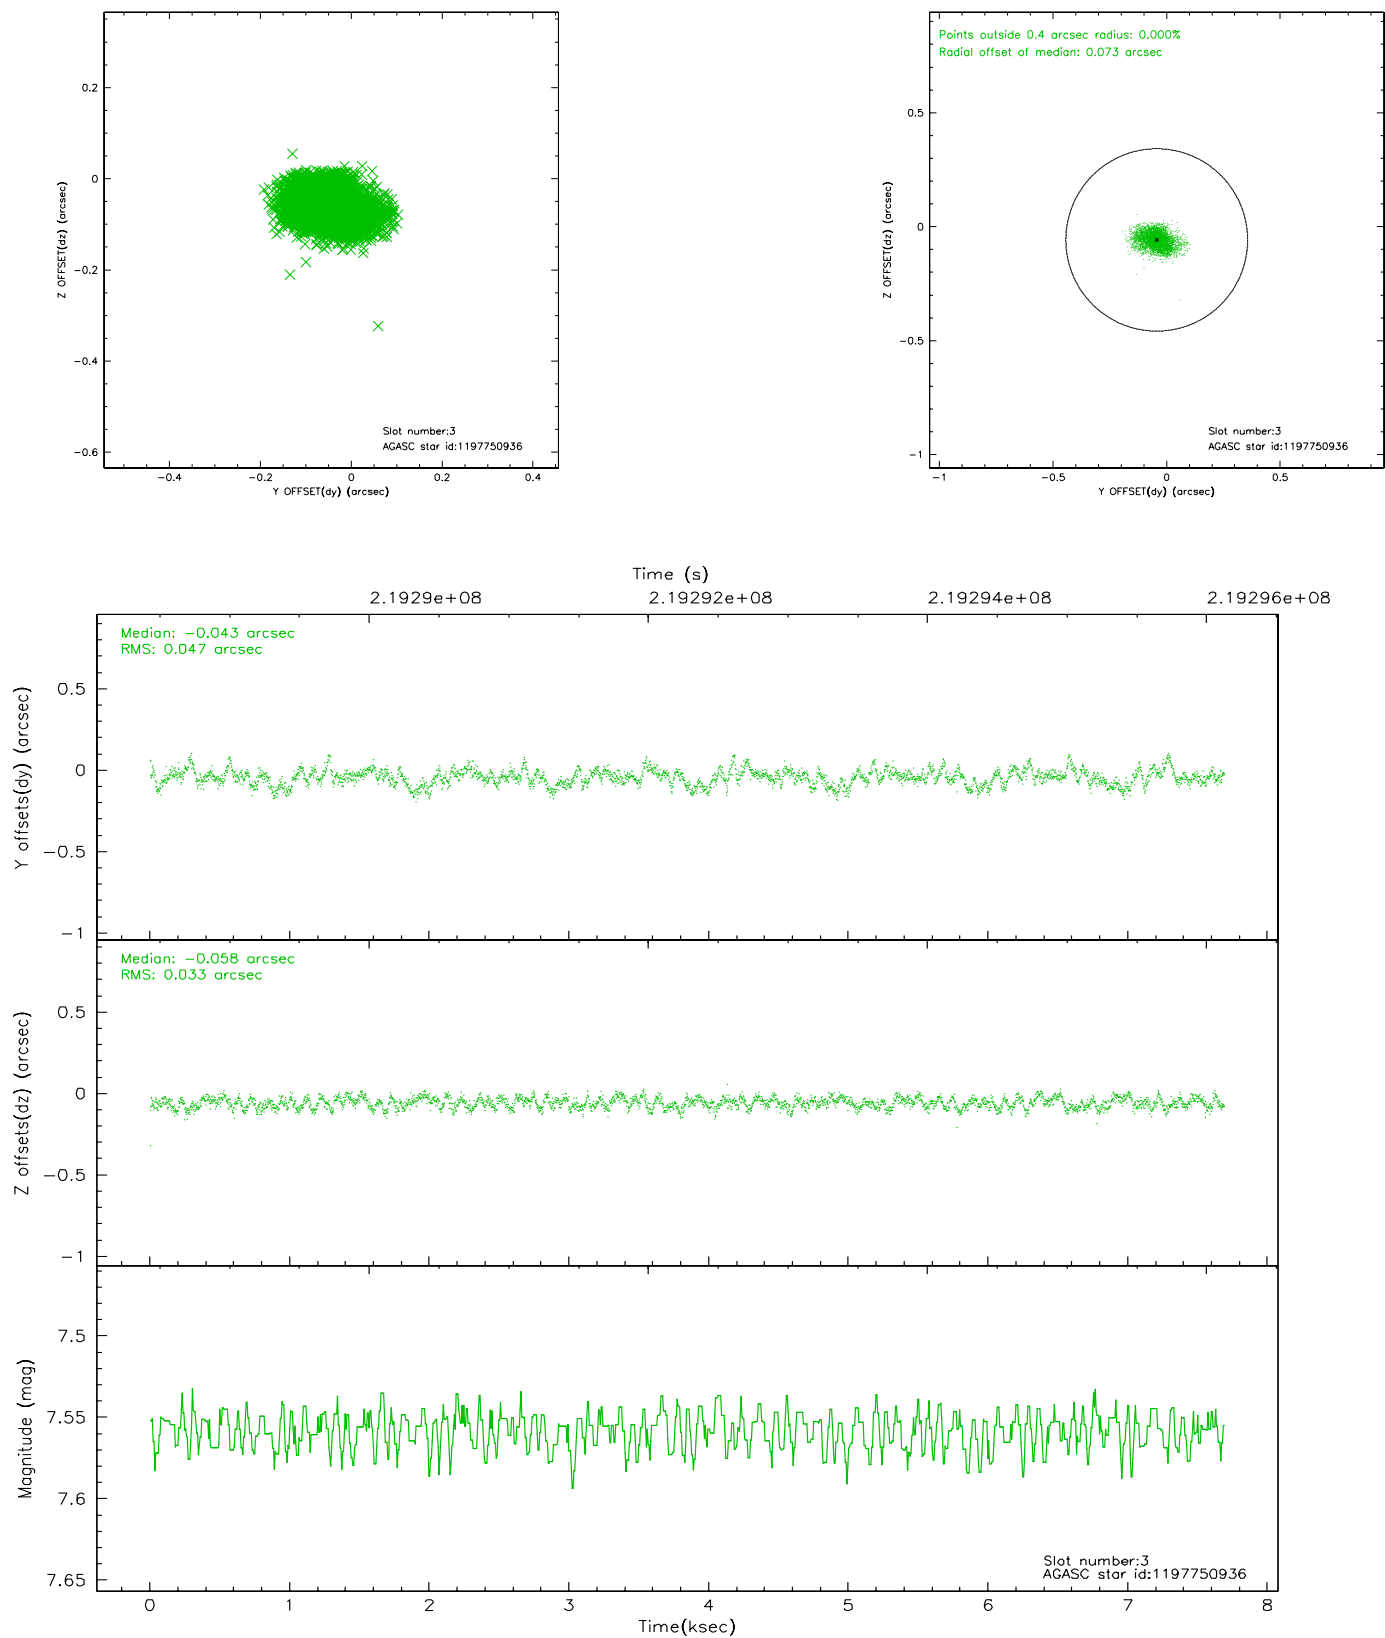 0.2
0
−0.2
−0.4
−0.6
Z OFFSET(dz) (arcsec)
Slot number:3
AGASC star id:1197750936
−0.4 −0.2 0 0.2 0.4
Y OFFSET(dy) (arcsec)
Points outside 0.4 arcsec radius: 0.000%
Radial offset of median: 0.073 arcsec
0.5
0
−0.5
−1
Z OFFSET(dz) (arcsec)
Slot number:3
AGASC star id:1197750936
−1 −0.5 0 0.5
Y OFFSET(dy) (arcsec)
Time (s)
2.1929e+08 2.19292e+08 2.19294e+08 2.19296e+08
Median: −0.043 arcsec
RMS: 0.047 arcsec
0.5
0
−0.5
−1
Y offsets(dy) (arcsec)
Median: −0.058 arcsec
RMS: 0.033 arcsec
0.5
0
−0.5
−1
Z offsets(dz) (arcsec)
7.5
7.55
7.6
7.65
Magnitude (mag)
Slot number:3
AGASC star id:1197750936
0 1 2 3 4 5 6 7 8
Time(ksec)